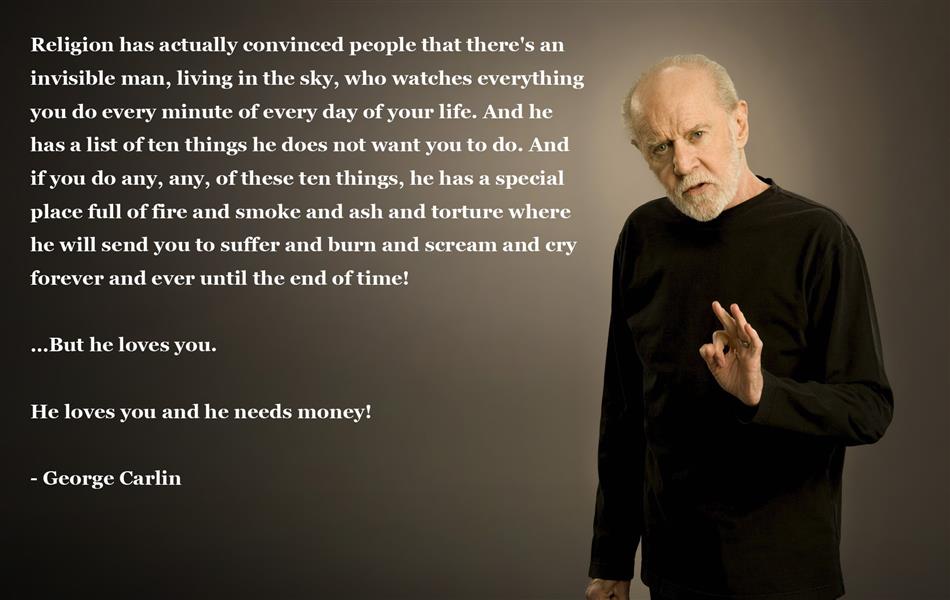 Religion has actually convinced people that there's an
invisible man, living in the sky, who watches everything
you do every minute of every day of your life. And he
has a list of ten things he does not want you to do. And
if you do any, any, of these ten things, he has a special
place full of fire and smoke and ash and torture where
he will send you to suffer and burn and scream and cry
forever and ever until the end of time!
...But he loves you.
He loves you and he needs money!
- George Carlin